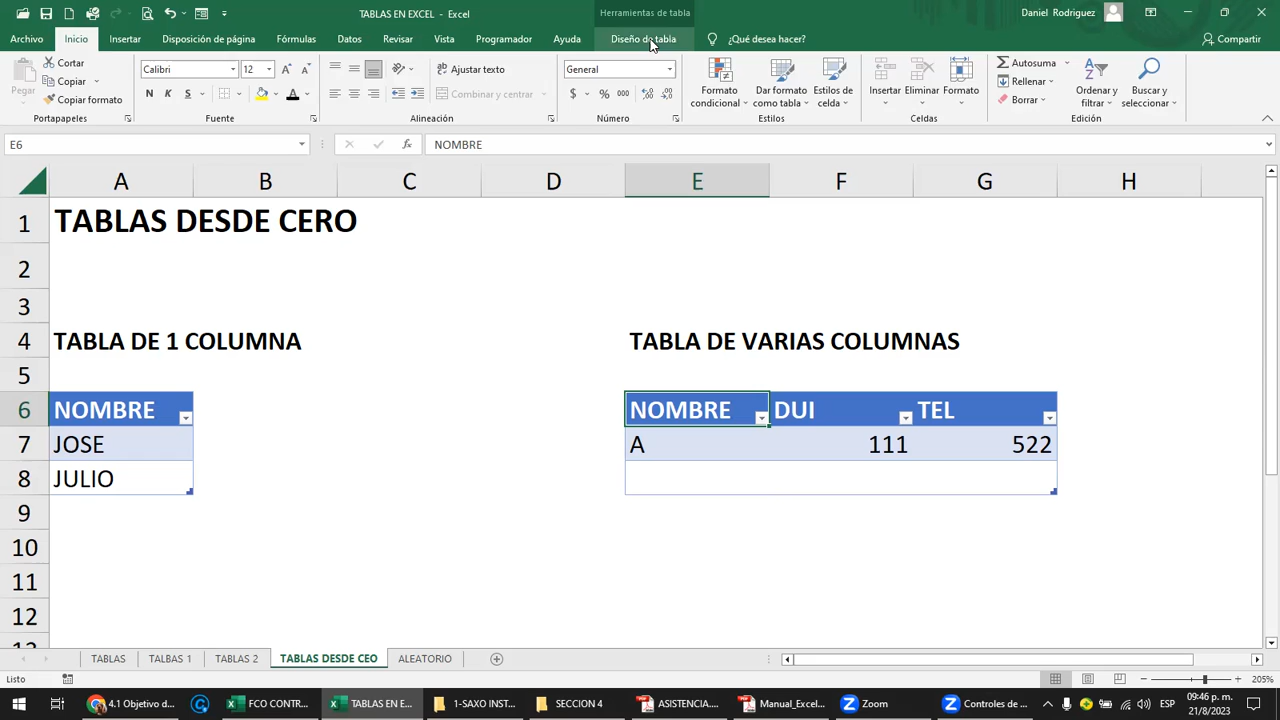 TABLAS EN EXCEL - Excel
Herramientas de tabla
Daniel Rodriguez
Archivo Inicio Insertar Disposición de página Fórmulas Datos Revisar Vista Programador Ayuda Diseño de tabla ¿Qué desea hacer? Compartir
Pegar
Cortar
Copiar
Copiar formato
Portapapeles
Calibri 12
N K S
Fuente
Ajustar texto
Combinar y centrar
Alineación
General
$ % 000
Número
Formato condicional
Dar formato como tabla
Estilos de celda
Estilos
Insertar Eliminar Formato
Celdas
Autosuma
Rellenar
Borrar
Ordenar y filtrar
Buscar y seleccionar
Edición
E6 fx NOMBRE
A B C D E F G H
1 TABLAS DESDE CERO
2
3
4 TABLA DE 1 COLUMNA TABLA DE VARIAS COLUMNAS
5
6 NOMBRE NOMBRE DUI TEL
7 JOSE A 111 522
8 JULIO
9
10
11
12
TABLAS TALBAS 1 TABLAS 2 TABLAS DESDE CEO ALEATORIO
Listo 205%
4.1 Objetivo d... FCO CONTR... TABLAS EN E... 1-SAXO INST... SECCION 4 ASISTENCIA.... Manual_Excel... Zoom Controles de ... ESP 09:46 p. m.
21/8/2023